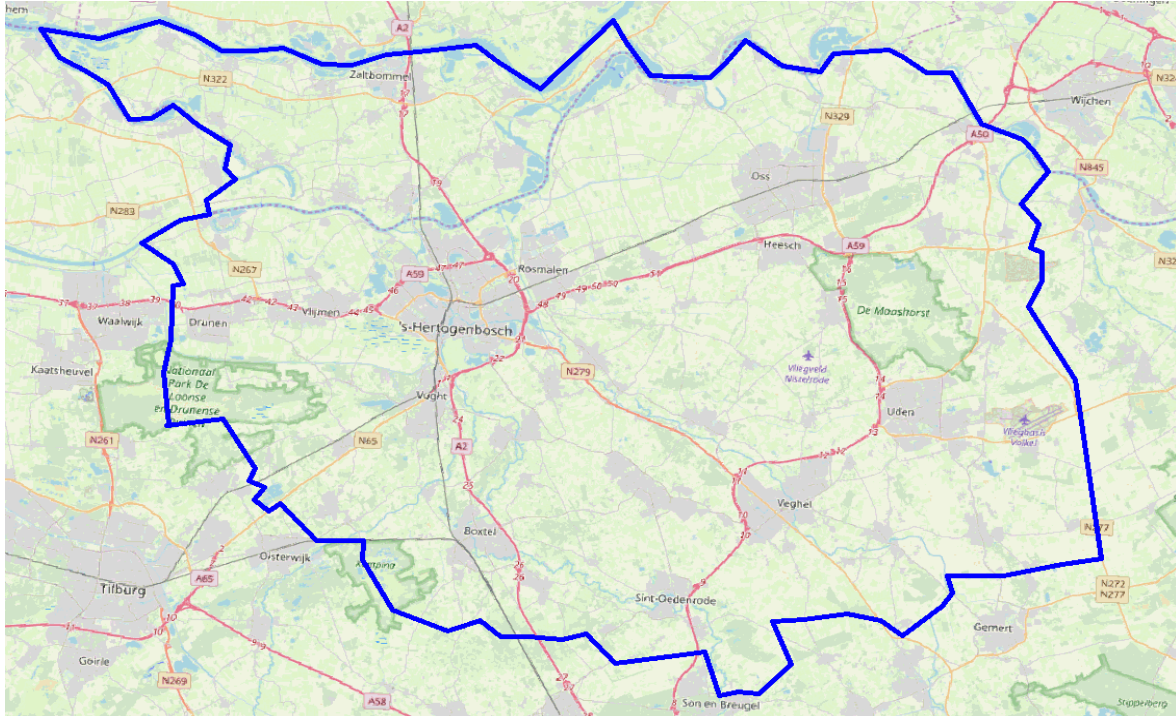 A2
N322
Zaltbommel
Wijchen
A50
N329
N845
Oss
N283
Heesch
A59
N267
A59
Rosmalen
Waalwijk
Drunen
Vlijmen
's-Hertogenbosch
De Maashorst
Kaatsheuvel
Nationaal
Park De
Loonse
en Drunense
Vught
N279
Vliegveld
Nistelrode
Uden
Vliegbasis
Volkel
N261
N65
A2
Veghel
Boxtel
N277
Oisterwijk
Kampina
Tilburg
A65
Sint-Oedenrode
N272
N277
Gemert
Goirle
N269
A58
Son en Breugel
Stippelberg